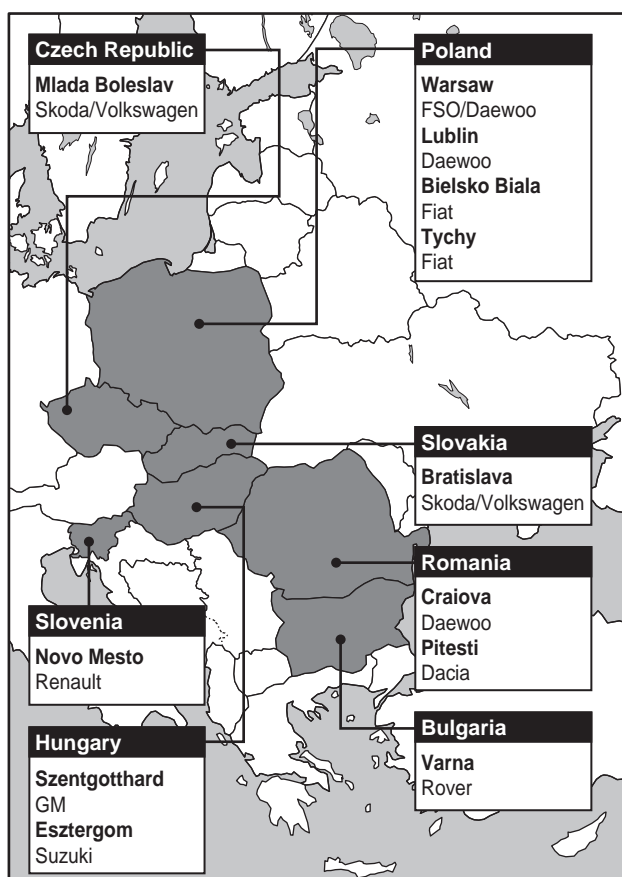 Czech Republic
Mlada Boleslav
Skoda/Volkswagen
Poland
Warsaw
FSO/Daewoo
Lublin
Daewoo
Bielsko Biala
Fiat
Tychy
Fiat
Slovakia
Bratislava
Skoda/Volkswagen
Romania
Craiova
Daewoo
Pitesti
Dacia
Slovenia
Novo Mesto
Renault
Hungary
Szentgotthard
GM
Esztergom
Suzuki
Bulgaria
Varna
Rover